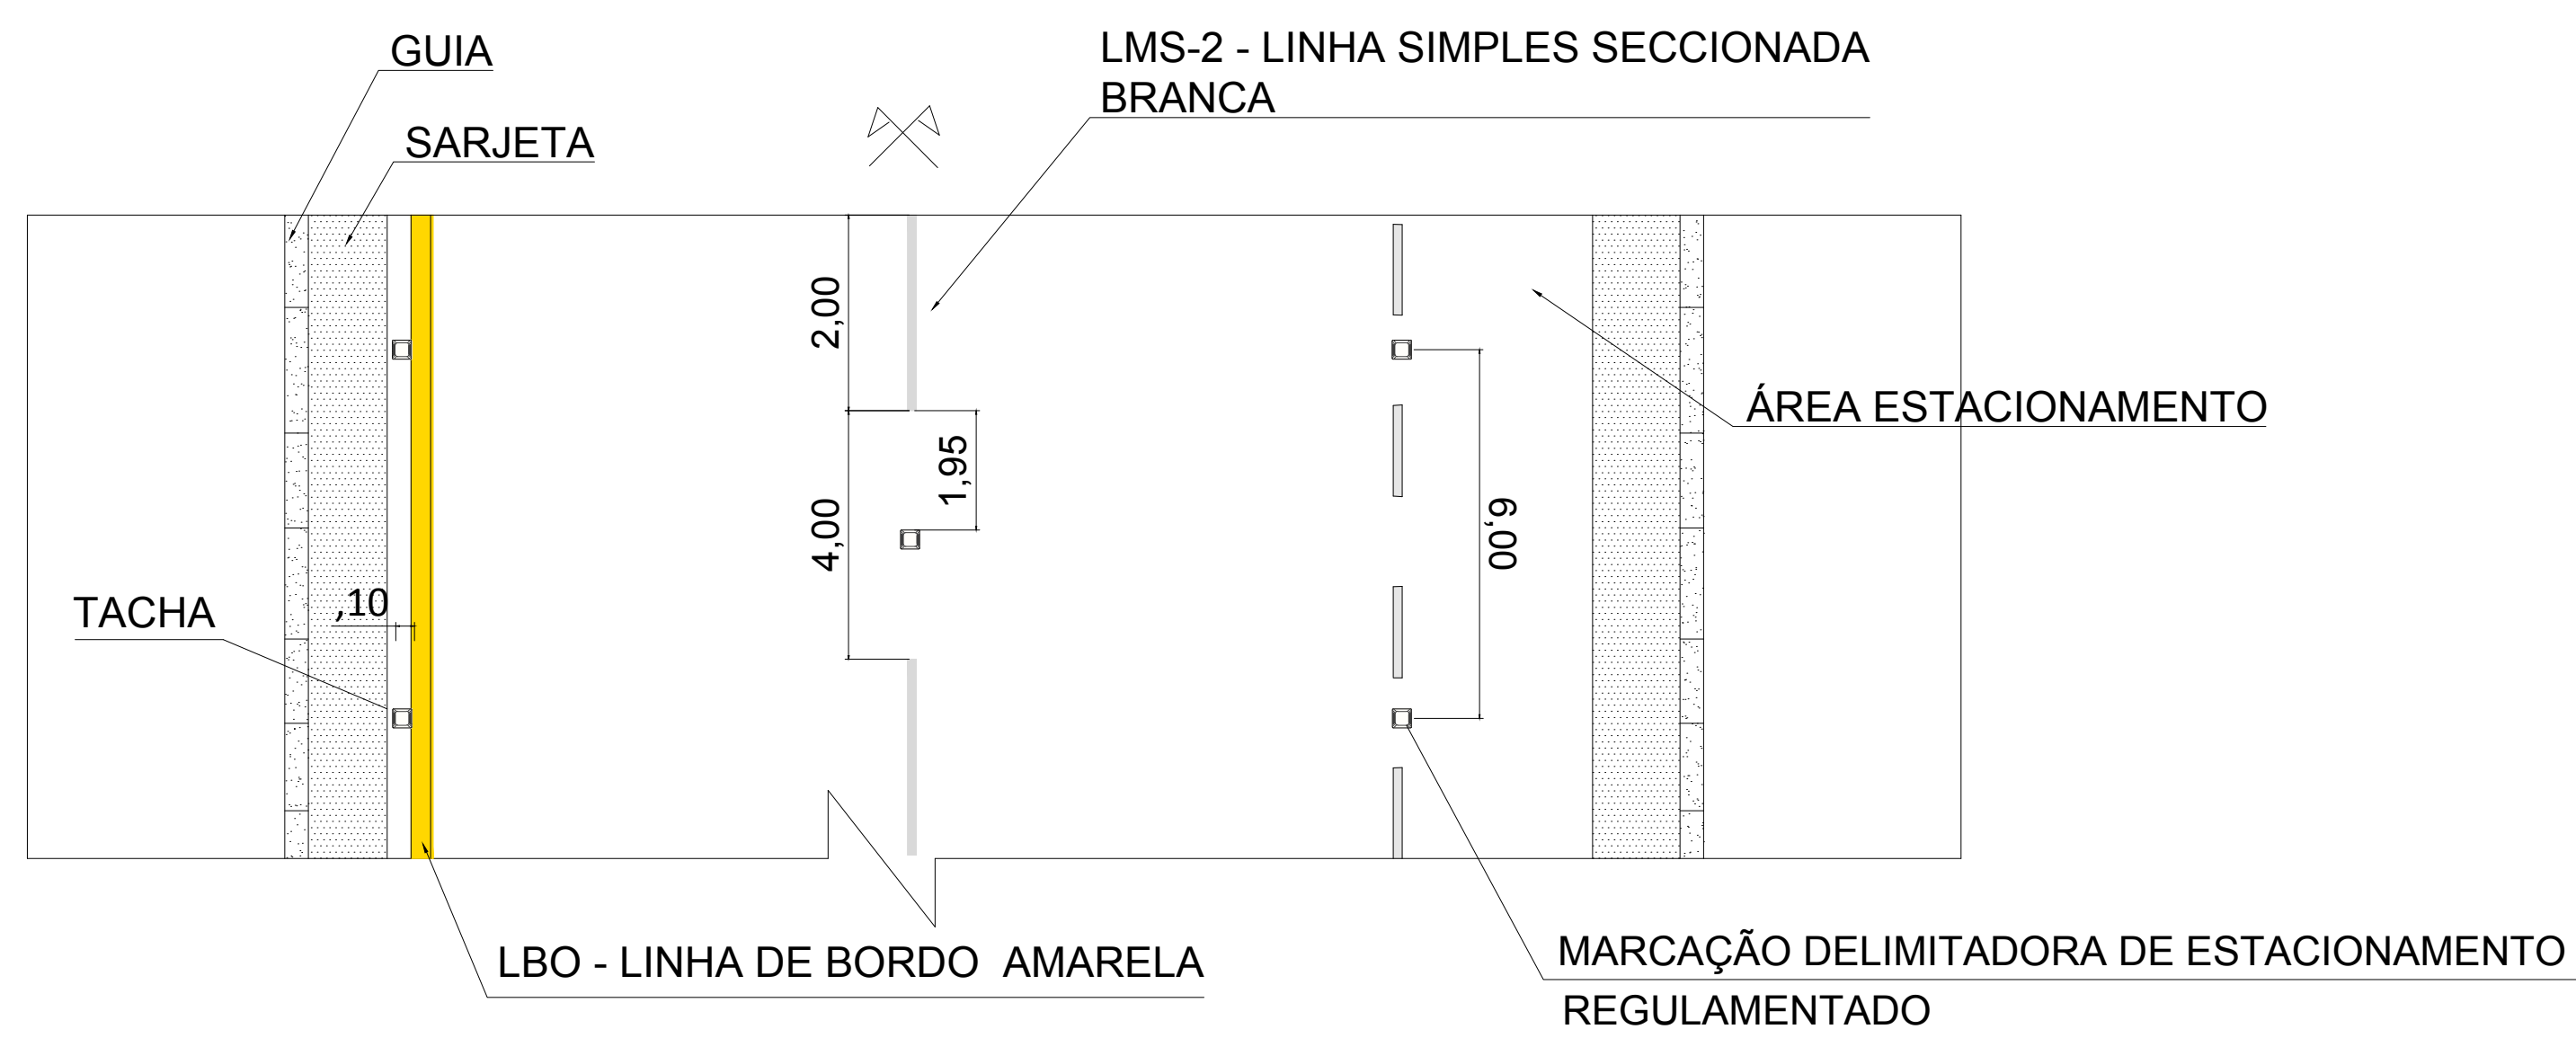 GUIA
LMS-2 - LINHA SIMPLES SECCIONADA
BRANCA
SARJETA
2,00
ÁREA ESTACIONAMENTO
1,95
4,00
6,00
,10
TACHA
LBO - LINHA DE BORDO AMARELA
MARCAÇÃO DELIMITADORA DE ESTACIONAMENTO
REGULAMENTADO